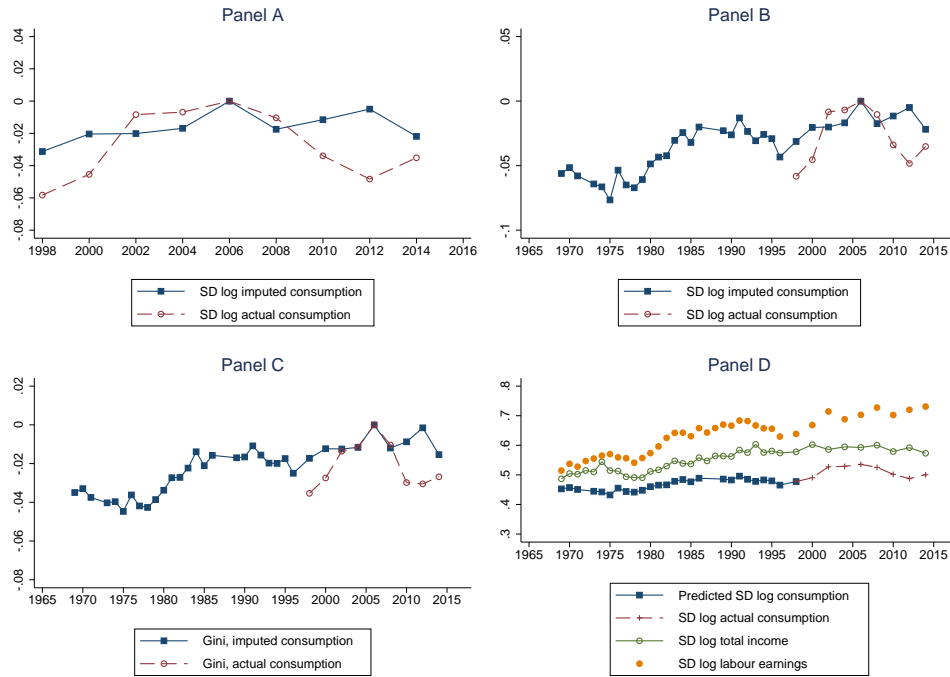 Panel A
.04
.02
0
-.02
-.04
-.06
-.08
1998 2000 2002 2004 2006 2008 2010 2012 2014 2016
SD log imputed consumption
SD log actual consumption
Panel B
.05
0
-.05
-.1
1965 1970 1975 1980 1985 1990 1995 2000 2005 2010 2015
SD log imputed consumption
SD log actual consumption
Panel C
.02
0
-.02
-.04
-.06
-.08
1965 1970 1975 1980 1985 1990 1995 2000 2005 2010 2015
Gini, imputed consumption
Gini, actual consumption
Panel D
.8
.7
.6
.5
.4
.3
1965 1970 1975 1980 1985 1990 1995 2000 2005 2010 2015
Predicted SD log consumption
SD log actual consumption
SD log total income
SD log labour earnings